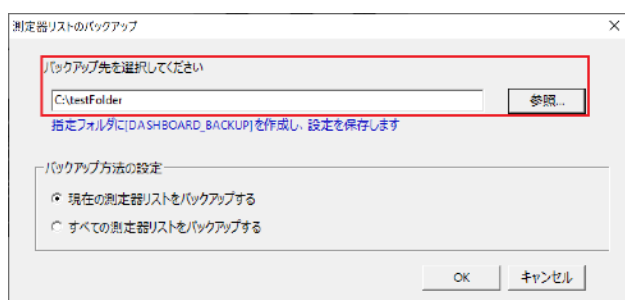 測定器リストのバックアップ
バックアップ先を選択してください
C:\testFolder
参照...
指定フォルダに[DASHBOARD_BACKUP]を作成し、設定を保存します
バックアップ方法の設定
現在の測定器リストをバックアップする
すべての測定器リストをバックアップする
OK
キャンセル